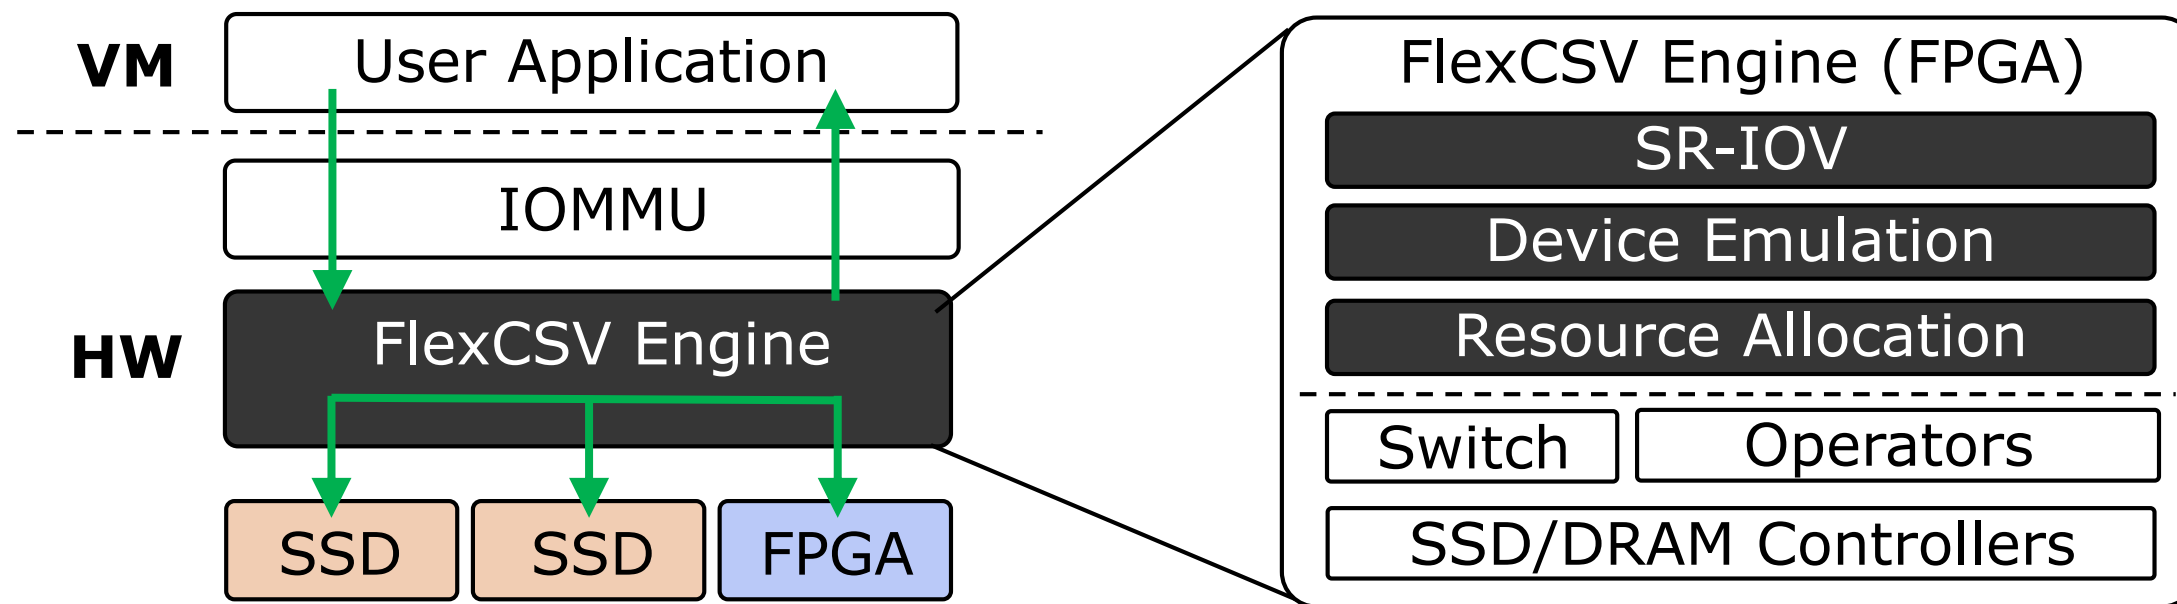 VM
User Application
IOMMU
HW
FlexCSV Engine
SSD
SSD
FPGA
FlexCSV Engine (FPGA)
SR-IOV
Device Emulation
Resource Allocation
Switch
Operators
SSD/DRAM Controllers